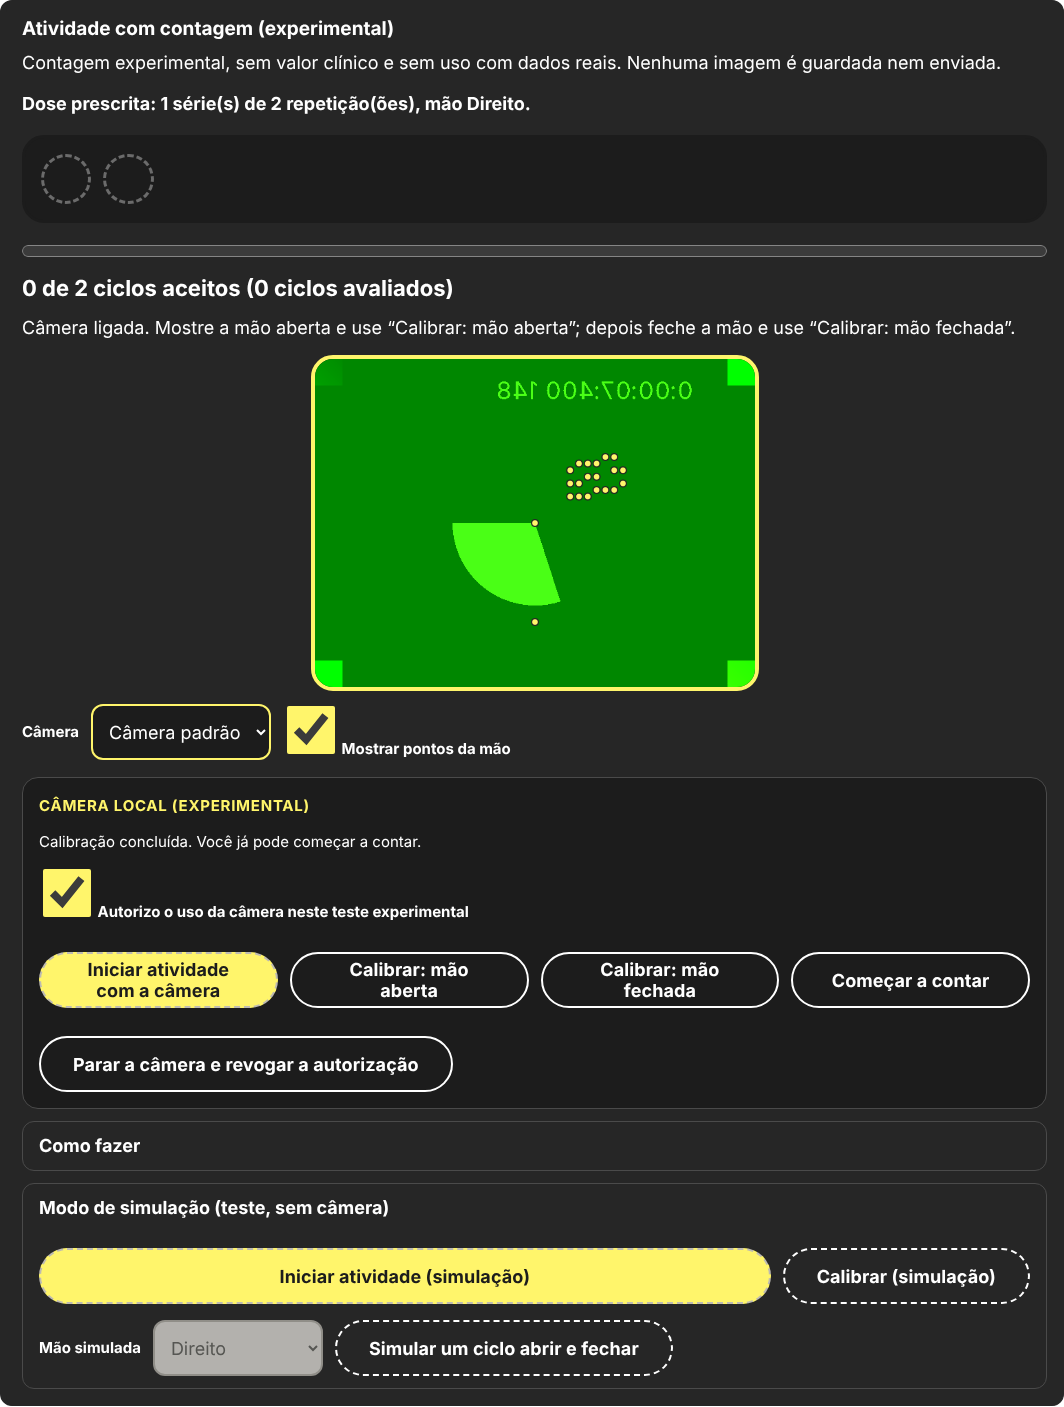 Atividade com contagem (experimental)
Contagem experimental, sem valor clínico e sem uso com dados reais. Nenhuma imagem é guardada nem enviada.
Dose prescrita: 1 série(s) de 2 repetição(ões), mão Direito.
0 de 2 ciclos aceitos (0 ciclos avaliados)
Câmera ligada. Mostre a mão aberta e use “Calibrar: mão aberta”; depois feche a mão e use “Calibrar: mão fechada”.
0:00:07:400 148
Câmera
Câmera padrão
Mostrar pontos da mão
CÂMERA LOCAL (EXPERIMENTAL)
Calibração concluída. Você já pode começar a contar.
Autorizo o uso da câmera neste teste experimental
Iniciar atividade
com a câmera
Calibrar: mão
aberta
Calibrar: mão
fechada
Começar a contar
Parar a câmera e revogar a autorização
Como fazer
Modo de simulação (teste, sem câmera)
Iniciar atividade (simulação)
Calibrar (simulação)
Mão simulada
Direito
Simular um ciclo abrir e fechar